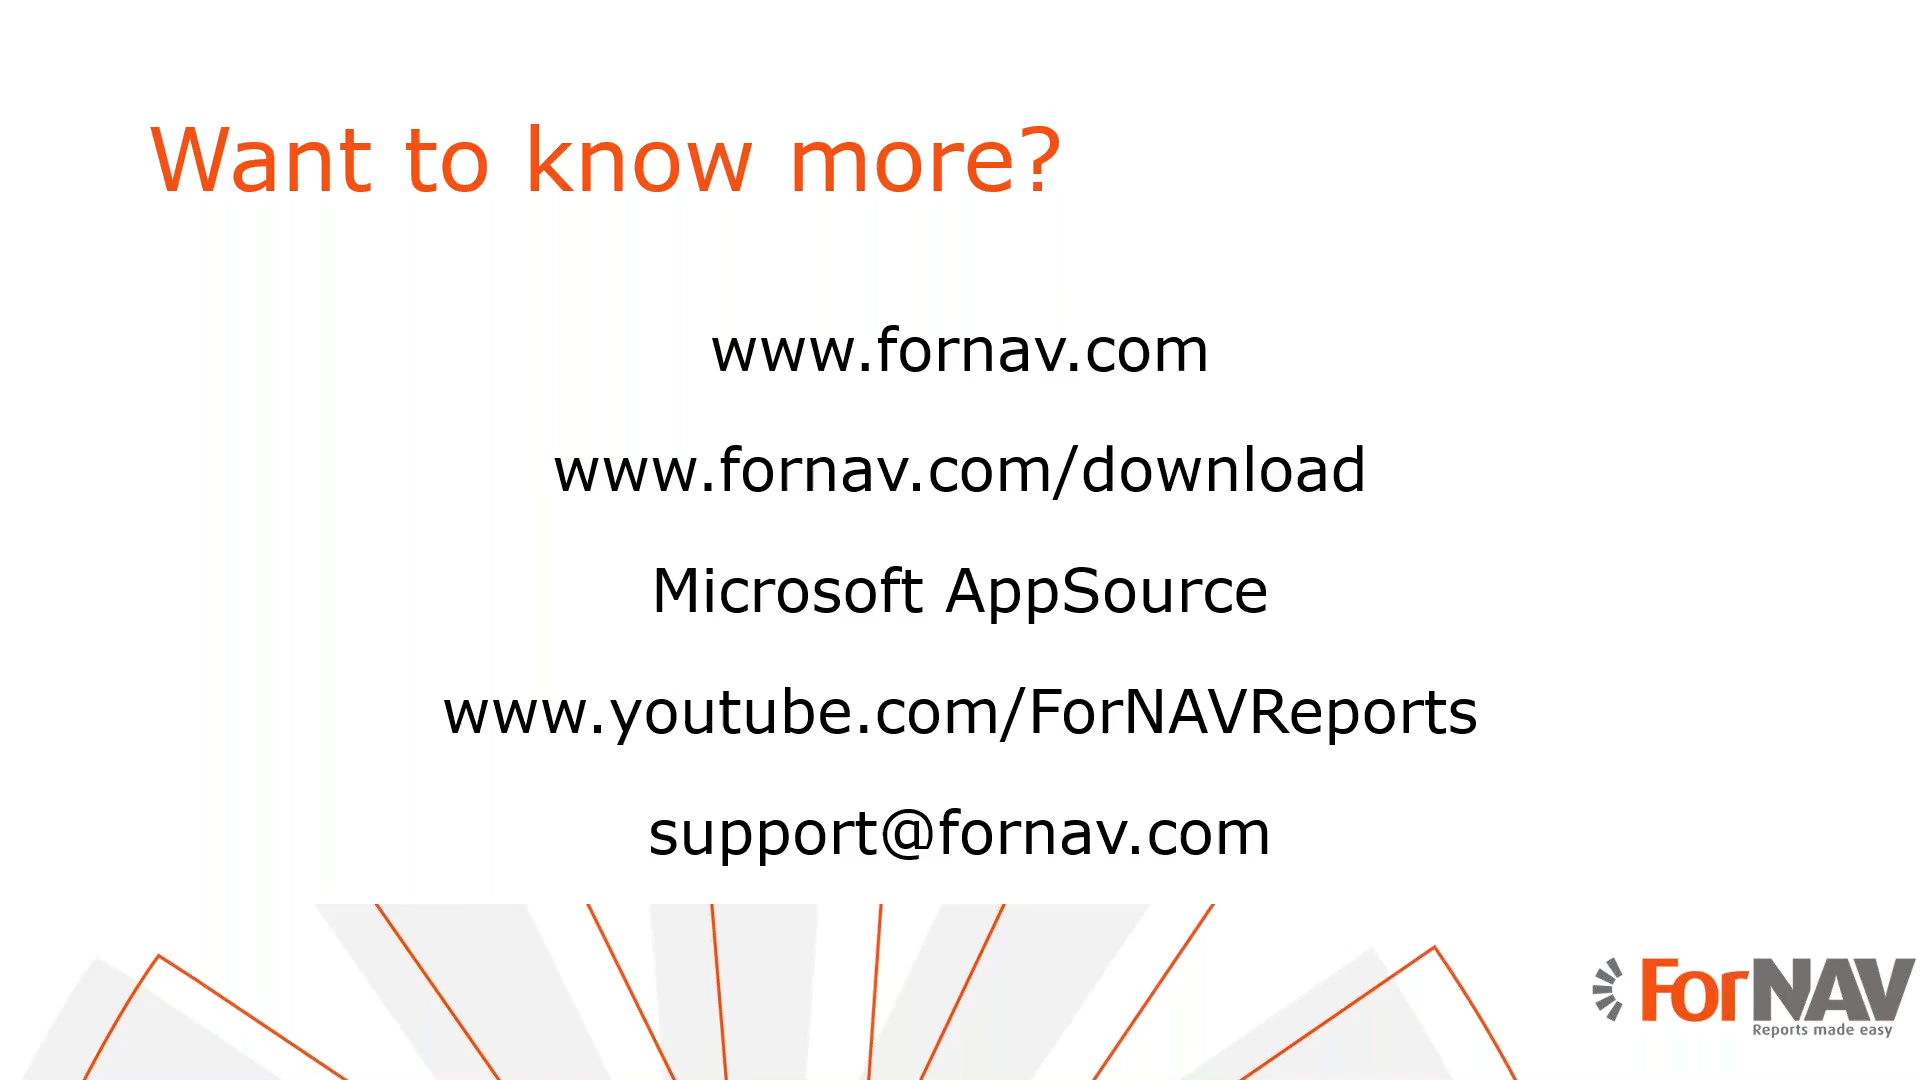 Want to know more?
www.fornav.com
www.fornav.com/download
Microsoft AppSource
www.youtube.com/ForNAVReports
support@fornav.com
ForNAV
Reports made easy